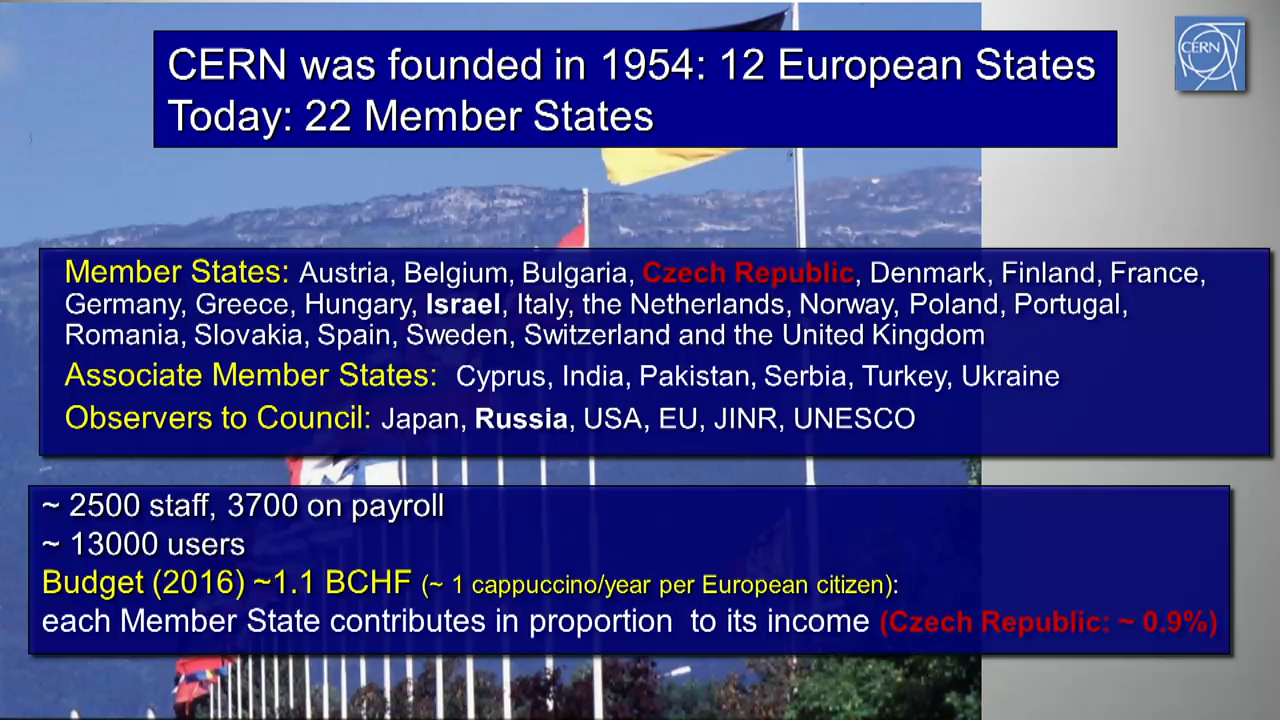 CERN was founded in 1954: 12 European States
Today: 22 Member States
CERN
Member States: Austria, Belgium, Bulgaria, Czech Republic, Denmark, Finland, France,
Germany, Greece, Hungary, Israel, Italy, the Netherlands, Norway, Poland, Portugal,
Romania, Slovakia, Spain, Sweden, Switzerland and the United Kingdom
Associate Member States: Cyprus, India, Pakistan, Serbia, Turkey, Ukraine
Observers to Council: Japan, Russia, USA, EU, JINR, UNESCO
~ 2500 staff, 3700 on payroll
~ 13000 users
Budget (2016) ~1.1 BCHF (~ 1 cappuccino/year per European citizen):
each Member State contributes in proportion to its income (Czech Republic: ~ 0.9%)